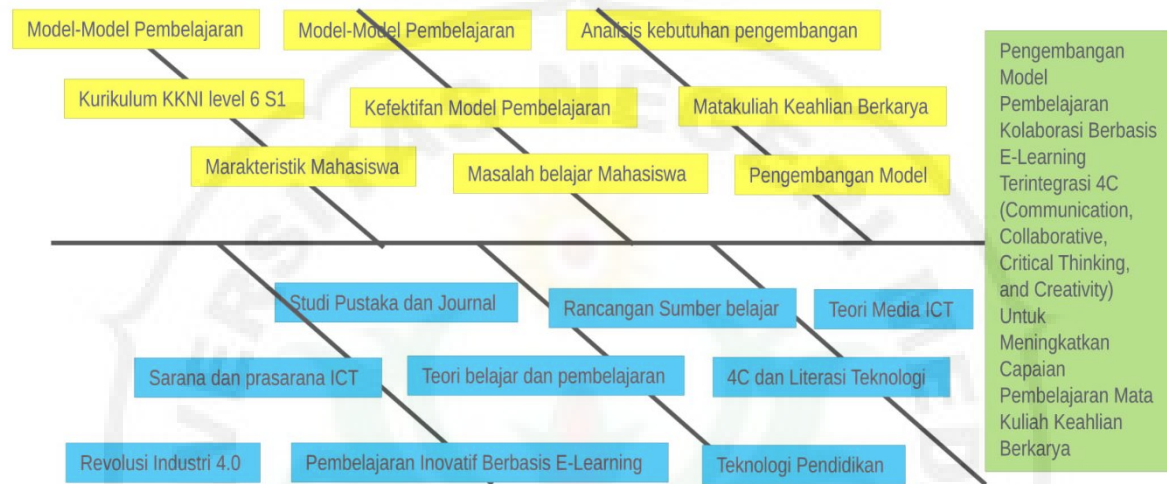 Model-Model Pembelajaran
Model-Model Pembelajaran
Analisis kebutuhan pengembangan
Kurikulum KKNI level 6 S1
Kefektifan Model Pembelajaran
Matakuliah Keahlian Berkarya
Marakteristik Mahasiswa
Masalah belajar Mahasiswa
Pengembangan Model
Studi Pustaka dan Journal
Rancangan Sumber belajar
Teori Media ICT
Sarana dan prasarana ICT
Teori belajar dan pembelajaran
4C dan Literasi Teknologi
Revolusi Industri 4.0
Pembelajaran Inovatif Berbasis E-Learning
Teknologi Pendidikan
Pengembangan
Model
Pembelajaran
Kolaborasi Berbasis
E-Learning
Terintegrasi 4C
(Communication,
Collaborative,
Critical Thinking,
and Creativity)
Untuk
Meningkatkan
Capaian
Pembelajaran Mata
Kuliah Keahlian
Berkarya